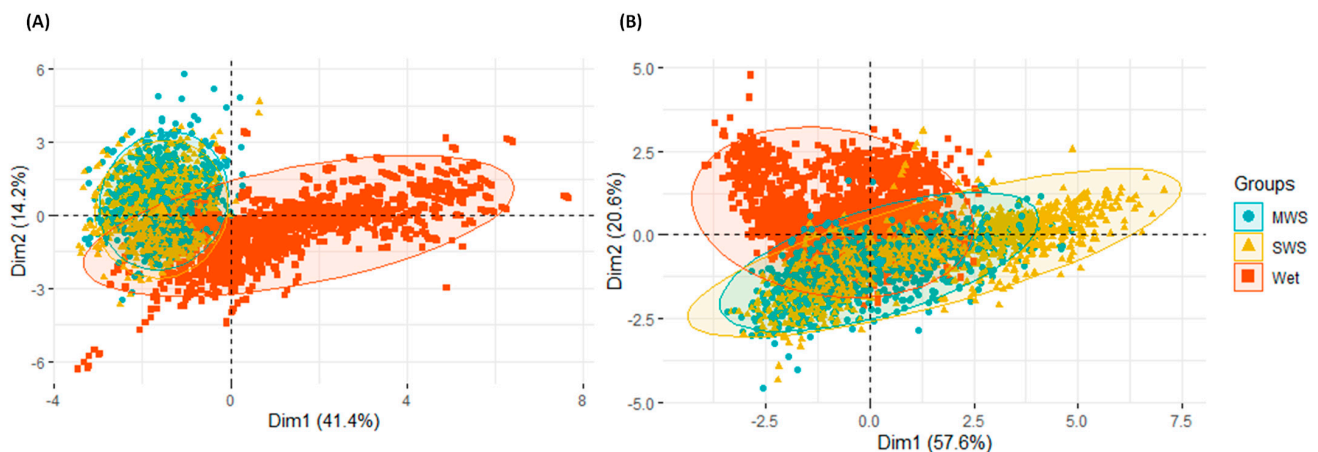 (A)
(B)
6
3
0
-3
-6
-4
0
4
8
Dim2 (14.2%)
Dim1 (41.4%)
5.0
2.5
0.0
-2.5
-5.0
-2.5
0.0
2.5
5.0
7.5
Dim2 (20.6%)
Dim1 (57.6%)
Groups
MWS
SWS
Wet